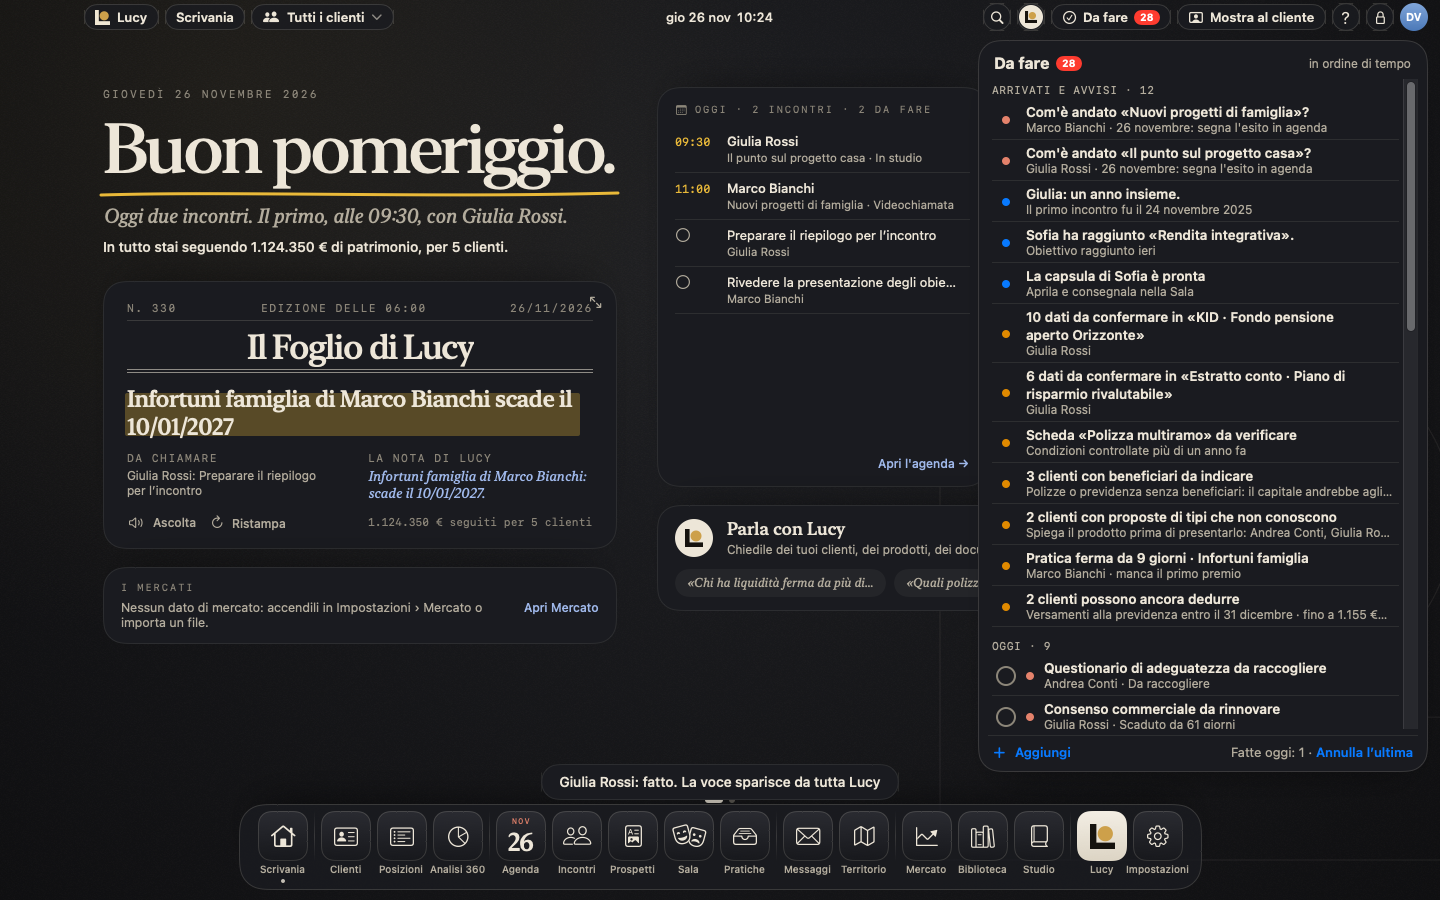 Lucy
Scrivania
Tutti i clienti
gio 26 nov 10:24
Da fare 28
Mostra al cliente
?
DV
GIOVEDÌ 26 NOVEMBRE 2026
Buon pomeriggio.
Oggi due incontri. Il primo, alle 09:30, con Giulia Rossi.
In tutto stai seguendo 1.124.350 € di patrimonio, per 5 clienti.
N. 330
EDIZIONE DELLE 06:00
26/11/2026
Il Foglio di Lucy
Infortuni famiglia di Marco Bianchi scade il
10/01/2027
DA CHIAMARE
Giulia Rossi: Preparare il riepilogo
per l'incontro
LA NOTA DI LUCY
Infortuni famiglia di Marco Bianchi:
scade il 10/01/2027.
Ascolta
Ristampa
1.124.350 € seguiti per 5 clienti
I MERCATI
Nessun dato di mercato: accendili in Impostazioni › Mercato o
importa un file.
Apri Mercato
OGGI · 2 INCONTRI · 2 DA FARE
09:30
Giulia Rossi
Il punto sul progetto casa · In studio
11:00
Marco Bianchi
Nuovi progetti di famiglia · Videochiamata
Preparare il riepilogo per l'incontro
Giulia Rossi
Rivedere la presentazione degli obie...
Marco Bianchi
Apri l'agenda →
Parla con Lucy
Chiedile dei tuoi clienti, dei prodotti, dei docu
«Chi ha liquidità ferma da più di...
«Quali polizz
Da fare 28
in ordine di tempo
ARRIVATI E AVVISI · 12
Com'è andato «Nuovi progetti di famiglia»?
Marco Bianchi · 26 novembre: segna l'esito in agenda
Com'è andato «Il punto sul progetto casa»?
Giulia Rossi · 26 novembre: segna l'esito in agenda
Giulia: un anno insieme.
Il primo incontro fu il 24 novembre 2025
Sofia ha raggiunto «Rendita integrativa».
Obiettivo raggiunto ieri
La capsula di Sofia è pronta
Aprila e consegnala nella Sala
10 dati da confermare in «KID · Fondo pensione
aperto Orizzonte»
Giulia Rossi
6 dati da confermare in «Estratto conto · Piano di
risparmio rivalutabile»
Giulia Rossi
Scheda «Polizza multiramo» da verificare
Condizioni controllate più di un anno fa
3 clienti con beneficiari da indicare
Polizze o previdenza senza beneficiari: il capitale andrebbe agli...
2 clienti con proposte di tipi che non conoscono
Spiega il prodotto prima di presentarlo: Andrea Conti, Giulia Ro...
Pratica ferma da 9 giorni · Infortuni famiglia
Marco Bianchi · manca il primo premio
2 clienti possono ancora dedurre
Versamenti alla previdenza entro il 31 dicembre · fino a 1.155 €...
OGGI · 9
Questionario di adeguatezza da raccogliere
Andrea Conti · Da raccogliere
Consenso commerciale da rinnovare
Giulia Rossi · Scaduto da 61 giorni
+ Aggiungi
Fatte oggi: 1 · Annulla l'ultima
Giulia Rossi: fatto. La voce sparisce da tutta Lucy
NOV
26
Scrivania
Clienti
Posizioni
Analisi 360
Agenda
Incontri
Prospetti
Sala
Pratiche
Messaggi
Territorio
Mercato
Biblioteca
Studio
Lucy
Impostazioni